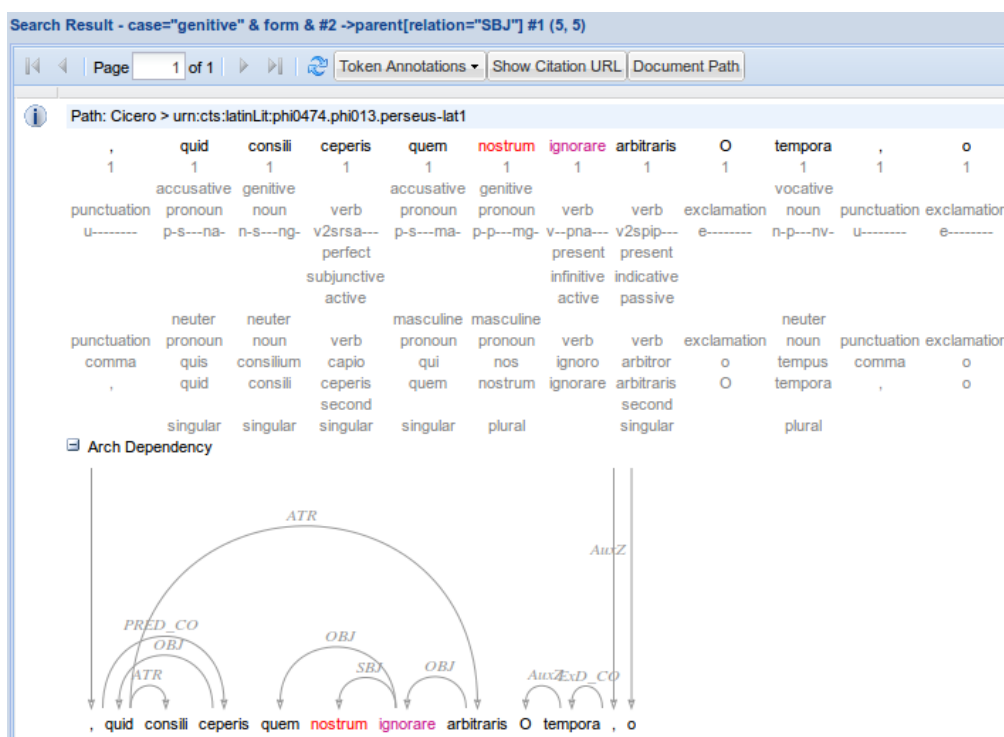 Search Result - case="genitive" & form & #2 ->parent[relation="SBJ"] #1 (5, 5)
Page 1 of 1 Token Annotations Show Citation URL Document Path
Path: Cicero > urn:cts:latinLit:phi0474.phi013.perseus-lat1
, quid consili ceperis quem nostrum ignorare arbitraris O tempora , o
1 1 1 1 1 1 1 1 1 1 1 1
accusative genitive accusative genitive vocative
punctuation pronoun noun verb pronoun pronoun verb verb exclamation noun punctuation exclamation
u-------- p-s---na- n-s---ng- v2srsa--- p-s---ma- p-p---mg- v--pna--- v2spip--- e-------- n-p---nv- u-------- e--------
perfect present present
subjunctive infinitive indicative
active active passive
neuter neuter masculine masculine neuter
punctuation pronoun noun verb pronoun pronoun verb verb exclamation noun punctuation exclamation
comma quis consilium capio qui nos ignoro arbitror o tempus comma o
, quid consili ceperis quem nostrum ignorare arbitraris O tempora , o
second second
singular singular singular singular plural singular plural
Arch Dependency
ATR
AuxZ
PRED_CO
OBJ OBJ
ATR SBJ OBJ AuxZ ExD_CO
, quid consili ceperis quem nostrum ignorare arbitraris O tempora , o